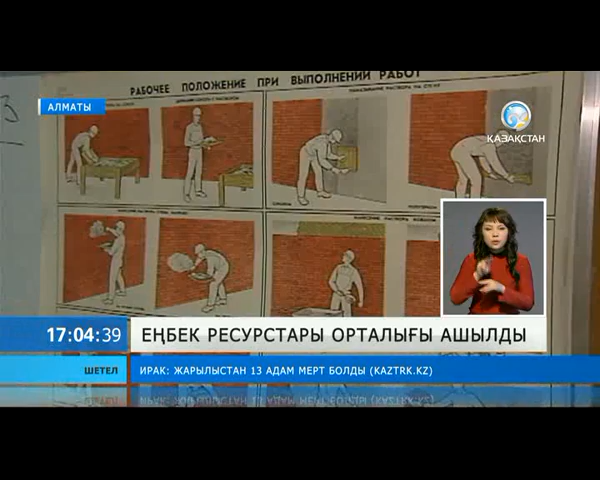 РАБОЧЕЕ ПОЛОЖЕНИЕ ПРИ ВЫПОЛНЕНИИ РАБОТ
АЛМАТЫ
ҚАЗАҚСТАН
17:04:39
ЕҢБЕК РЕСУРСТАРЫ ОРТАЛЫҒЫ АШЫЛДЫ
ШЕТЕЛ
ИРАК: ЖАРЫЛЫСТАН 13 АДАМ МЕРТ БОЛДЫ (KAZTRK.KZ)